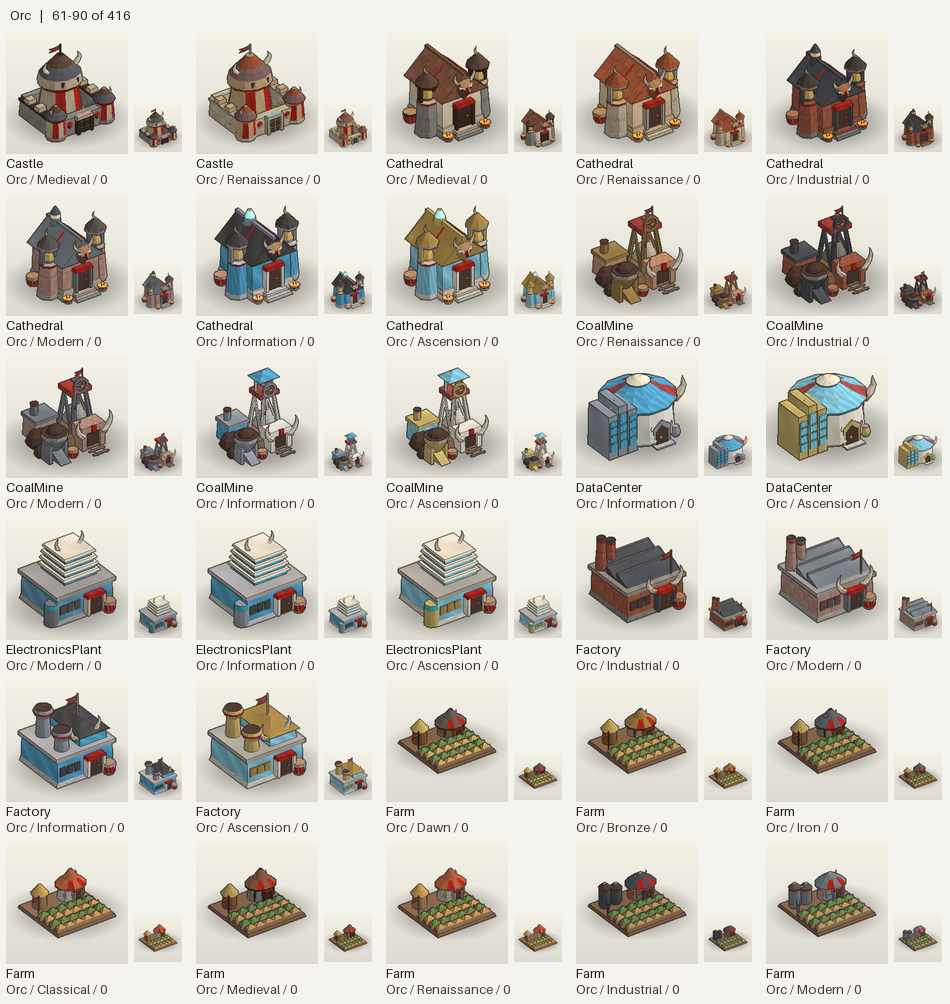 Orc | 61-90 of 416
Castle
Orc / Medieval / 0
Castle
Orc / Renaissance / 0
Cathedral
Orc / Medieval / 0
Cathedral
Orc / Renaissance / 0
Cathedral
Orc / Industrial / 0
Cathedral
Orc / Modern / 0
Cathedral
Orc / Information / 0
Cathedral
Orc / Ascension / 0
CoalMine
Orc / Renaissance / 0
CoalMine
Orc / Industrial / 0
CoalMine
Orc / Modern / 0
CoalMine
Orc / Information / 0
CoalMine
Orc / Ascension / 0
DataCenter
Orc / Information / 0
DataCenter
Orc / Ascension / 0
ElectronicsPlant
Orc / Modern / 0
ElectronicsPlant
Orc / Information / 0
ElectronicsPlant
Orc / Ascension / 0
Factory
Orc / Industrial / 0
Factory
Orc / Modern / 0
Factory
Orc / Information / 0
Factory
Orc / Ascension / 0
Farm
Orc / Dawn / 0
Farm
Orc / Bronze / 0
Farm
Orc / Iron / 0
Farm
Orc / Classical / 0
Farm
Orc / Medieval / 0
Farm
Orc / Renaissance / 0
Farm
Orc / Industrial / 0
Farm
Orc / Modern / 0